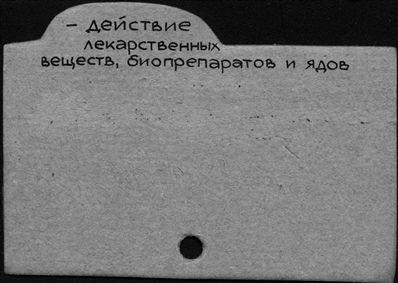 - действие
лекарственных
веществ, биопрепаратов и ядов